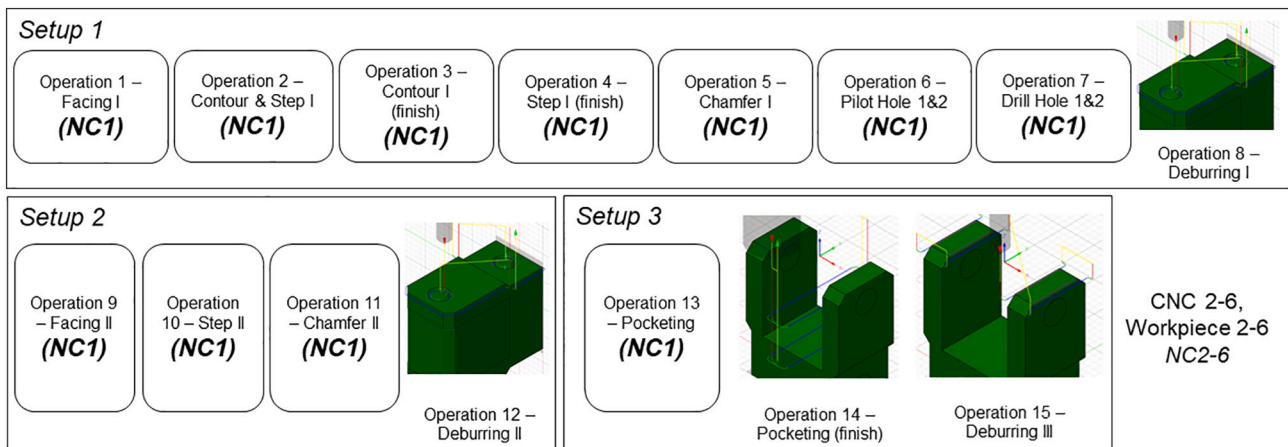 Setup 1
Operation 1 –
Facing I
(NC1)
Operation 2 –
Contour & Step I
(NC1)
Operation 3 –
Contour I
(finish)
(NC1)
Operation 4 –
Step I (finish)
(NC1)
Operation 5 –
Chamfer I
(NC1)
Operation 6 –
Pilot Hole 1&2
(NC1)
Operation 7 –
Drill Hole 1&2
(NC1)
Operation 8 –
Deburring I
Setup 2
Operation 9
– Facing II
(NC1)
Operation
10 – Step II
(NC1)
Operation 11
– Chamfer II
(NC1)
Operation 12 –
Deburring II
Setup 3
Operation 13
– Pocketing
(NC1)
Operation 14 –
Pocketing (finish)
Operation 15 –
Deburring III
CNC 2-6,
Workpiece 2-6
NC2-6